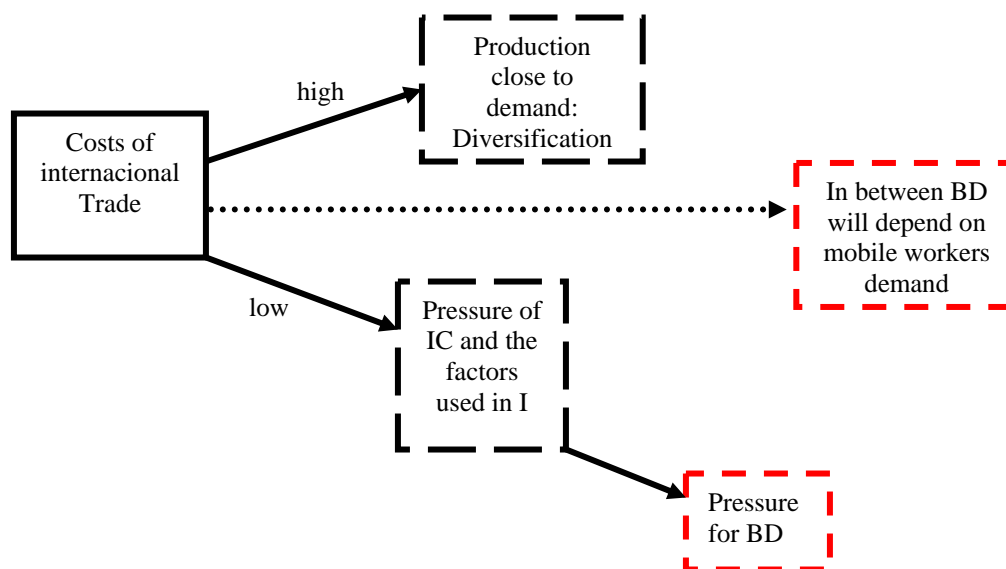 Production
close to
demand:
Diversification
high
Costs of
internacional
Trade
In between BD
will depend on
mobile workers
demand
low
Pressure of
IC and the
factors
used in I
Pressure
for BD